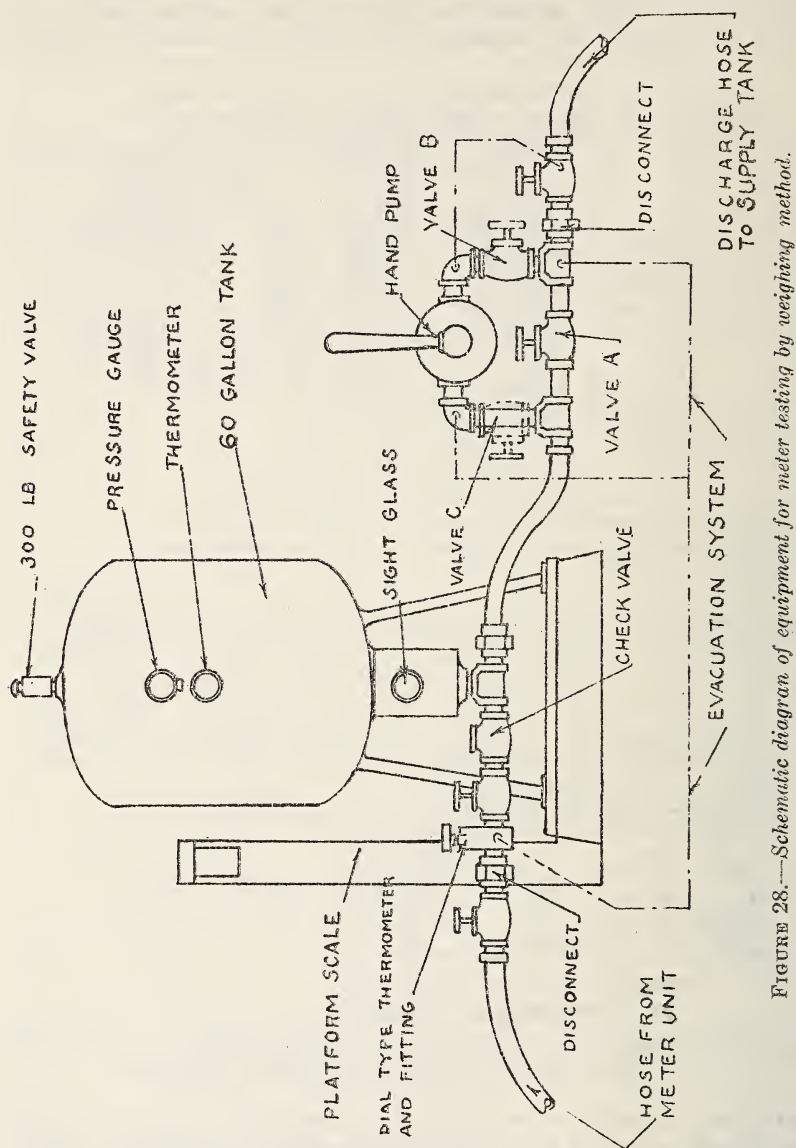 300 LB SAFETY VALVE
PRESSURE GAUGE
THERMOMETER
60 GALLON TANK
PLATFORM SCALE
DIAL TYPE THERMOMETER
AND FITTING
SIGHT GLASS
VALVE C
HAND PUMP
VALVE B
VALVE A
CHECK VALVE
DISCONNECT
DISCONNECT
HOSE FROM
METER UNIT
EVACUATION SYSTEM
DISCHARGE HOSE
TO SUPPLY TANK
FIGURE 28.—Schematic diagran of equipment for meter testing by weighing method.